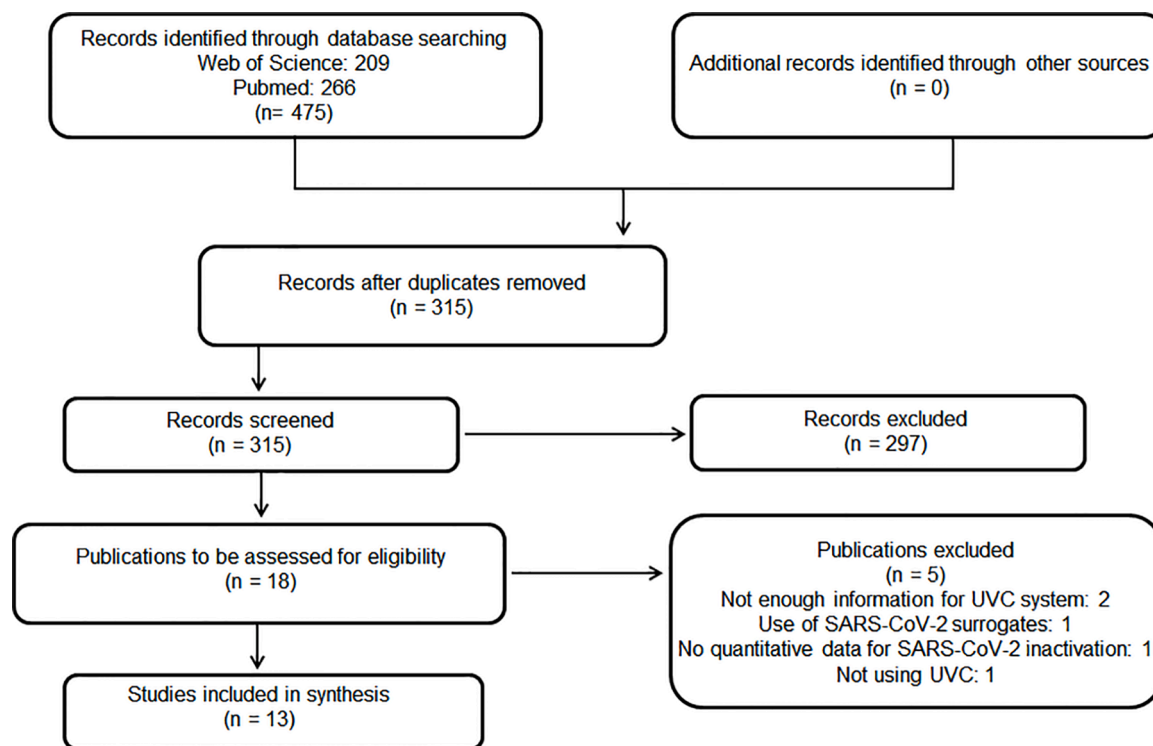 Records identified through database searching
Web of Science: 209
Pubmed: 266
(n= 475)
Additional records identified through other sources
(n = 0)
Records after duplicates removed
(n = 315)
Records screened
(n = 315)
Records excluded
(n = 297)
Publications to be assessed for eligibility
(n = 18)
Publications excluded
(n = 5)
Not enough information for UVC system: 2
Use of SARS-CoV-2 surrogates: 1
No quantitative data for SARS-CoV-2 inactivation: 1
Not using UVC: 1
Studies included in synthesis
(n = 13)